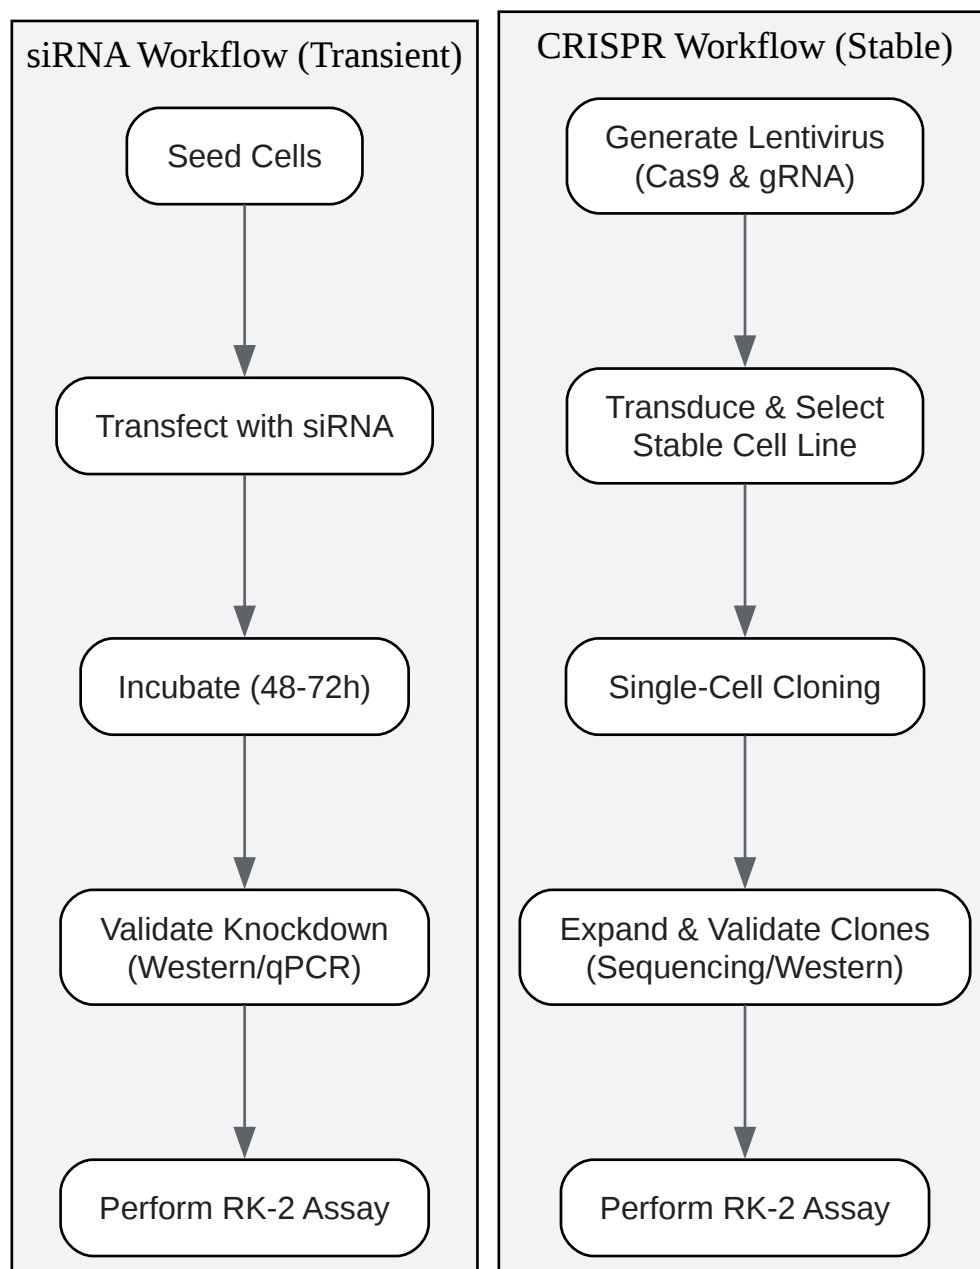 siRNA Workflow (Transient)
Seed Cells
Transfect with siRNA
Incubate (48-72h)
Validate Knockdown
(Western/qPCR)
Perform RK-2 Assay
CRISPR Workflow (Stable)
Generate Lentivirus
(Cas9 & gRNA)
Transduce & Select
Stable Cell Line
Single-Cell Cloning
Expand & Validate Clones
(Sequencing/Western)
Perform RK-2 Assay